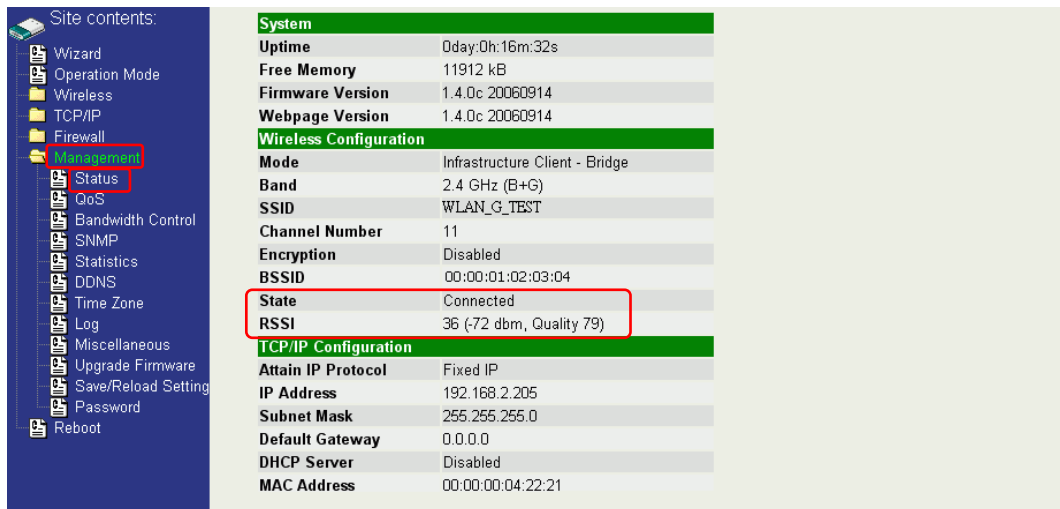 Site contents:
Wizard
Operation Mode
Wireless
TCP/IP
Firewall
Management
Status
QoS
Bandwidth Control
SNMP
Statistics
DDNS
Time Zone
Log
Miscellaneous
Upgrade Firmware
Save/Reload Setting
Password
Reboot
System
Uptime 0day:0h:16m:32s
Free Memory 11912 kB
Firmware Version 1.4.0c 20060914
Webpage Version 1.4.0c 20060914
Wireless Configuration
Mode Infrastructure Client - Bridge
Band 2.4 GHz (B+G)
SSID WLAN_G_TEST
Channel Number 11
Encryption Disabled
BSSID 00:00:01:02:03:04
State Connected
RSSI 36 (-72 dbm, Quality 79)
TCP/IP Configuration
Attain IP Protocol Fixed IP
IP Address 192.168.2.205
Subnet Mask 255.255.255.0
Default Gateway 0.0.0.0
DHCP Server Disabled
MAC Address 00:00:00:04:22:21